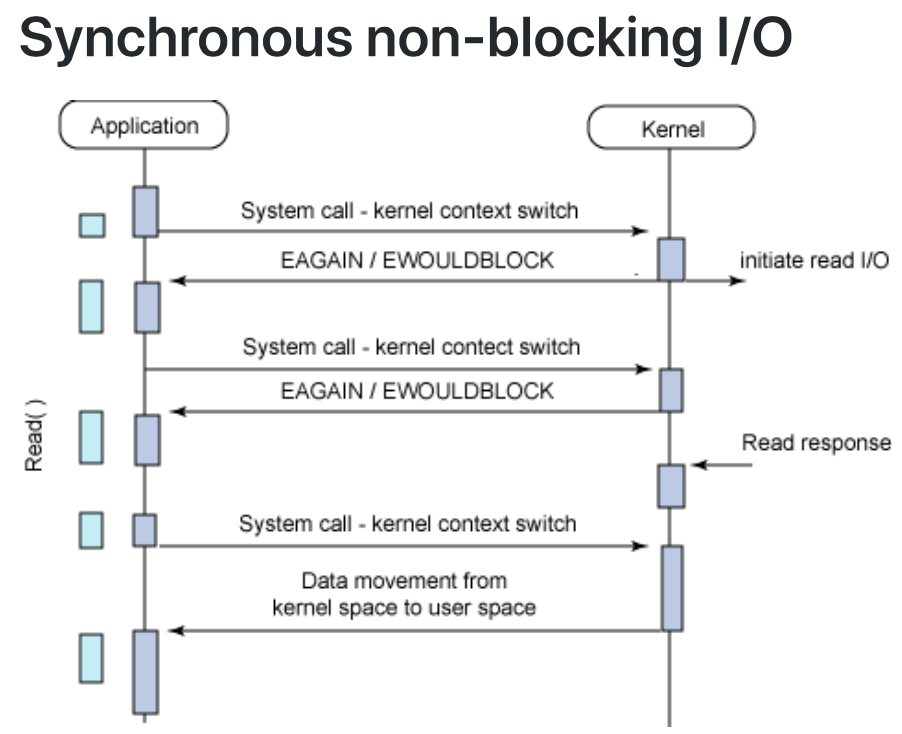 Synchronous non-blocking I/O
Application
Kernel
System call - kernel context switch
EAGAIN / EWOULDBLOCK
initiate read I/O
System call - kernel contect switch
EAGAIN / EWOULDBLOCK
Read( )
Read response
System call - kernel context switch
Data movement from
kernel space to user space